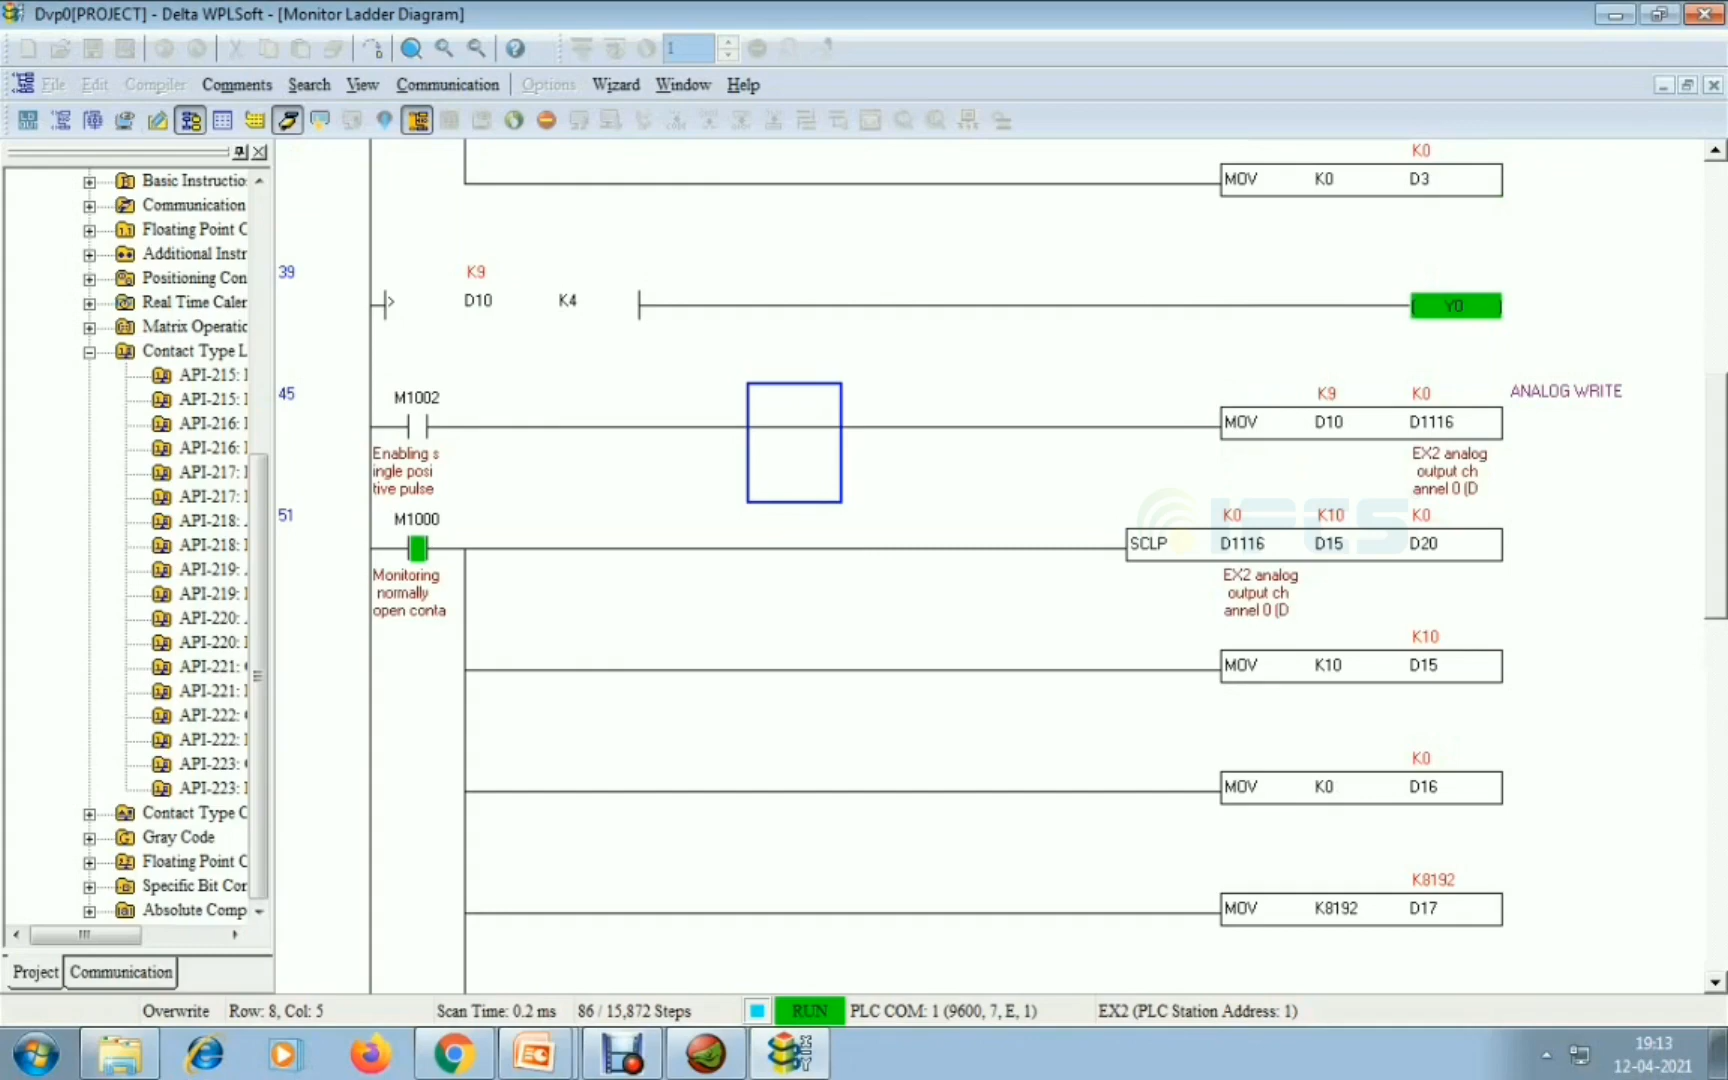 Dvp0[PROJECT] - Delta WPLSoft - [Monitor Ladder Diagram]
1
File Edit Compiler Comments Search View Communication Options Wizard Window Help
Basic Instructio
Communication
Floating Point C
Additional Instr
Positioning Con
Real Time Caler
Matrix Operatic
Contact Type L
API-215: I
API-215: I
API-216: I
API-216: I
API-217: I
API-217: I
API-218: .
API-218: I
API-219: .
API-219: I
API-220: .
API-220: I
API-221: (
API-221: I
API-222: (
API-222: I
API-223: (
API-223: I
Contact Type C
Gray Code
Floating Point C
Specific Bit Cor
Absolute Comp
Project Communication
K0
MOV K0 D3
39
K9
> D10 K4 Y0
45
M1002 K9 K0 ANALOG WRITE
MOV D10 D1116
Enabling s
ingle posi
tive pulse
EX2 analog
output ch
annel 0 (D
IPCS
51
M1000 K0 K10 K0
SCLP D1116 D15 D20
Monitoring
normally
open conta
EX2 analog
output ch
annel 0 (D
K10
MOV K10 D15
K0
MOV K0 D16
K8192
MOV K8192 D17
Overwrite Row: 8, Col: 5 Scan Time: 0.2 ms 86 / 15,872 Steps RUN PLC COM: 1 (9600, 7, E, 1) EX2 (PLC Station Address: 1)
19:13
12-04-2021